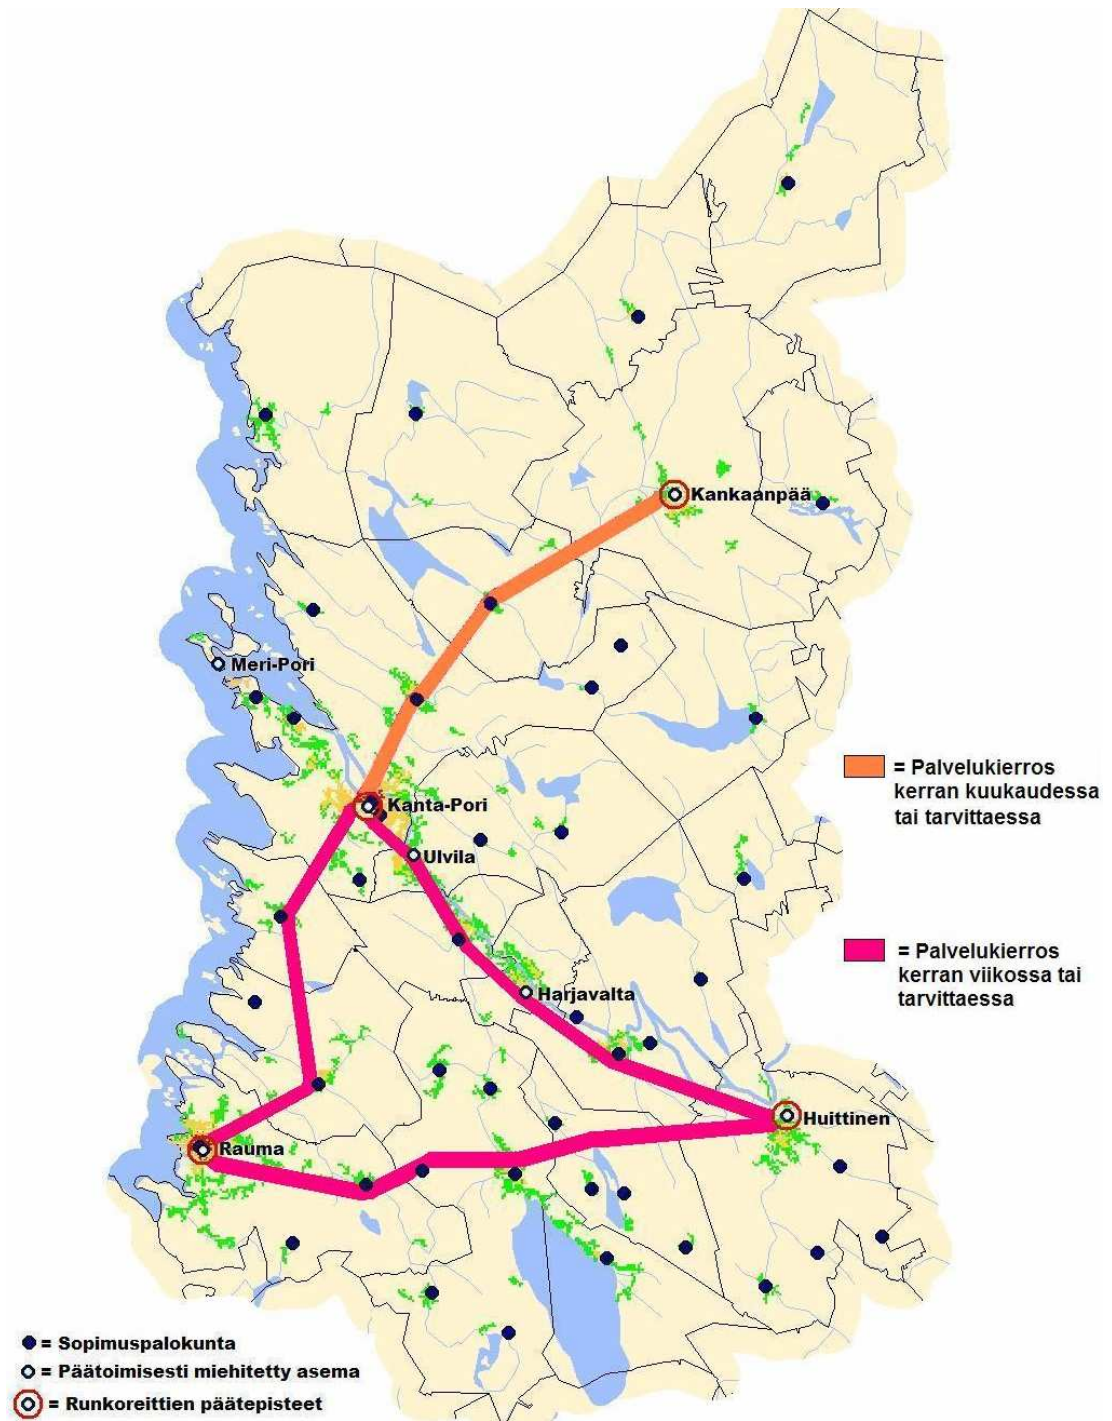 Kankaanpää
Meri-Pori
= Palvelukierros
kerran kuukaudessa
tai tarvittaessa
Kanta-Pori
Ulvila
= Palvelukierros
kerran viikossa tai
tarvittaessa
Harjavalta
Huittinen
Rauma
= Sopimuspalokunta
= Päätoimisesti miehitetty asema
= Runkoreittien päätepisteet